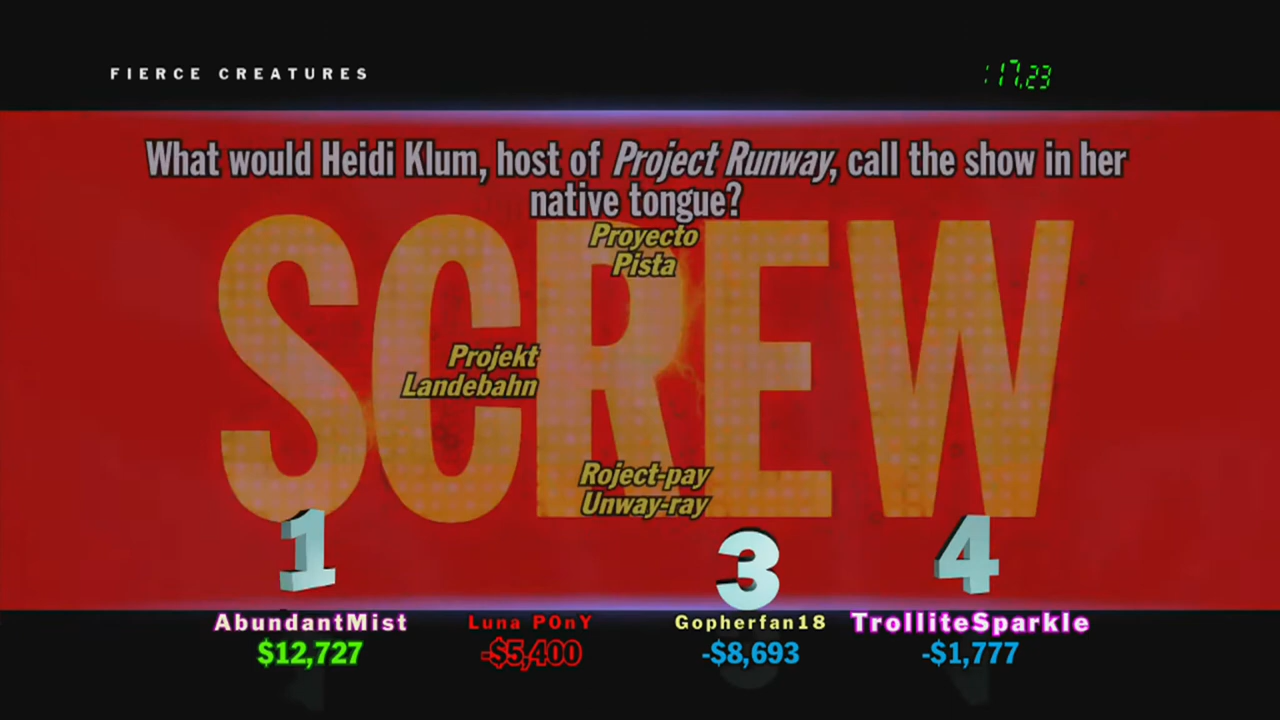 FIERCE CREATURES
:17.23
What would Heidi Klum, host of Project Runway, call the show in her
native tongue?
SCREW
Proyecto
Pista
Projekt
Landebahn
Roject-pay
Unway-ray
1
3
4
AbundantMist
Luna P0nY
Gopherfan18
TrolliteSparkle
$12,727
-$5,400
-$8,693
-$1,777